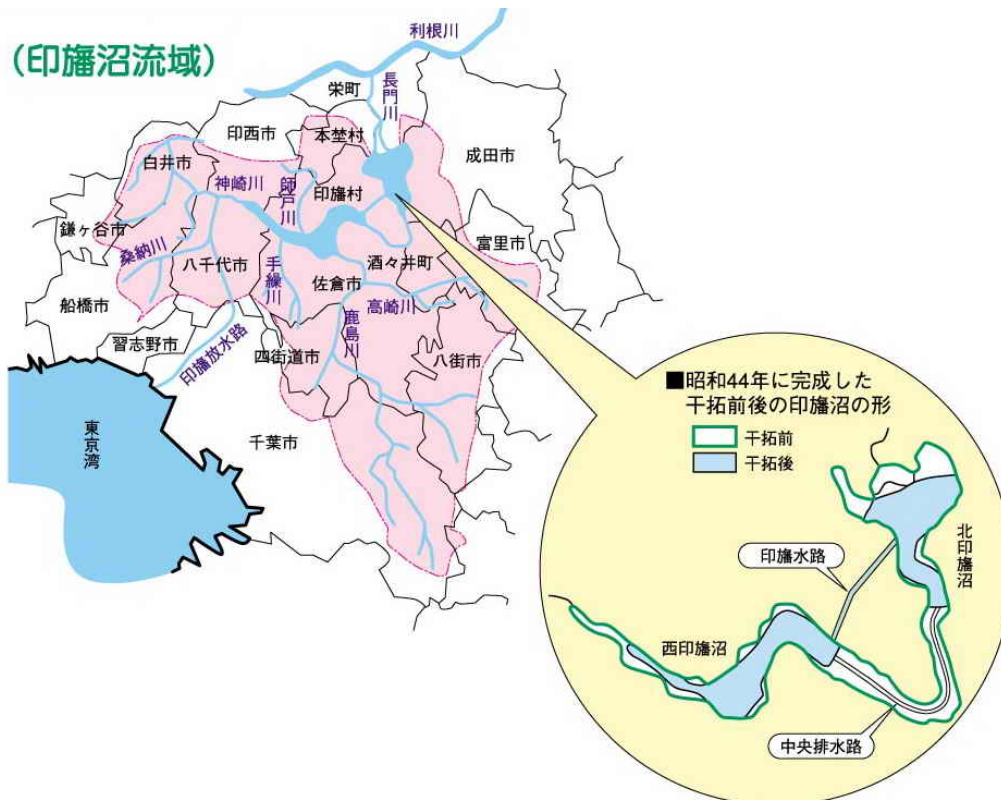 (印旛沼流域)
利根川
栄町
長門川
印西市
本埜村
成田市
白井市
神崎川
師戸川
印旛村
鎌ヶ谷市
桑納川
八千代市
手繰川
佐倉市
酒々井町
富里市
船橋市
高崎川
習志野市
印旛放水路
四街道市
鹿島川
八街市
東京湾
千葉市
■昭和44年に完成した
干拓前後の印旛沼の形
干拓前
干拓後
北印旛沼
印旛水路
西印旛沼
中央排水路